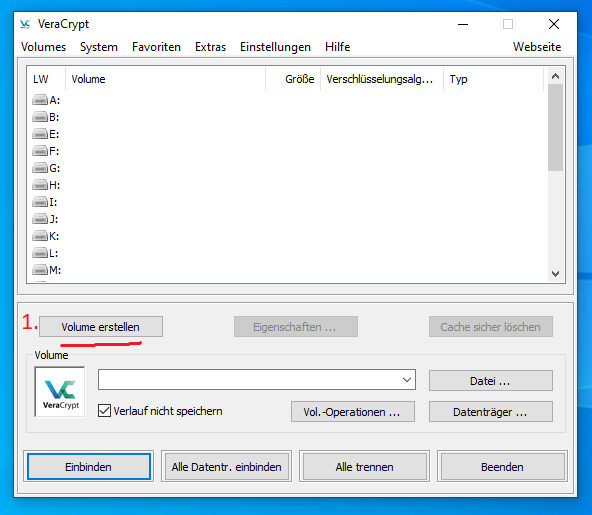 VeraCrypt
Volumes System Favoriten Extras Einstellungen Hilfe Webseite
LW Volume Größe Verschlüsselungsalg... Typ
A:
B:
E:
F:
G:
H:
I:
J:
K:
L:
M:
1. Volume erstellen Eigenschaften ... Cache sicher löschen
Volume
VeraCrypt
Datei ...
Verlauf nicht speichern Vol.-Operationen ... Datenträger ...
Einbinden Alle Datentr. einbinden Alle trennen Beenden